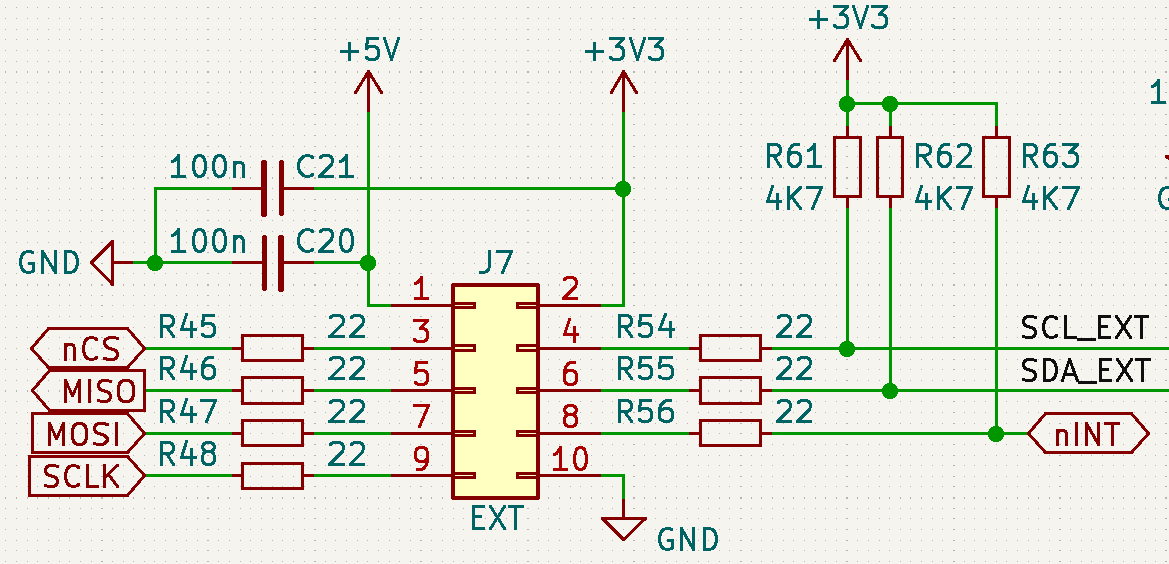 +3V3
+5V
+3V3
100n C21
R61
4K7
R62
4K7
R63
4K7
100n C20
GND
J7
1 2
nCS R45 22 3 4 R54 22 SCL_EXT
MISO R46 22 5 6 R55 22 SDA_EXT
MOSI R47 22 7 8 R56 22 nINT
SCLK R48 22 9 10
EXT
GND